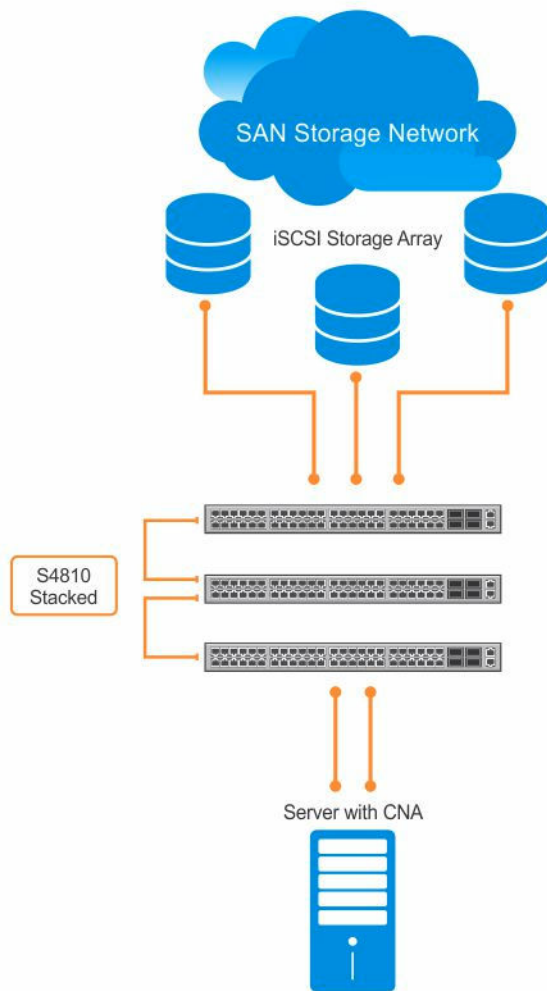 SAN Storage Network
iSCSI Storage Array
S4810
Stacked
Server with CNA